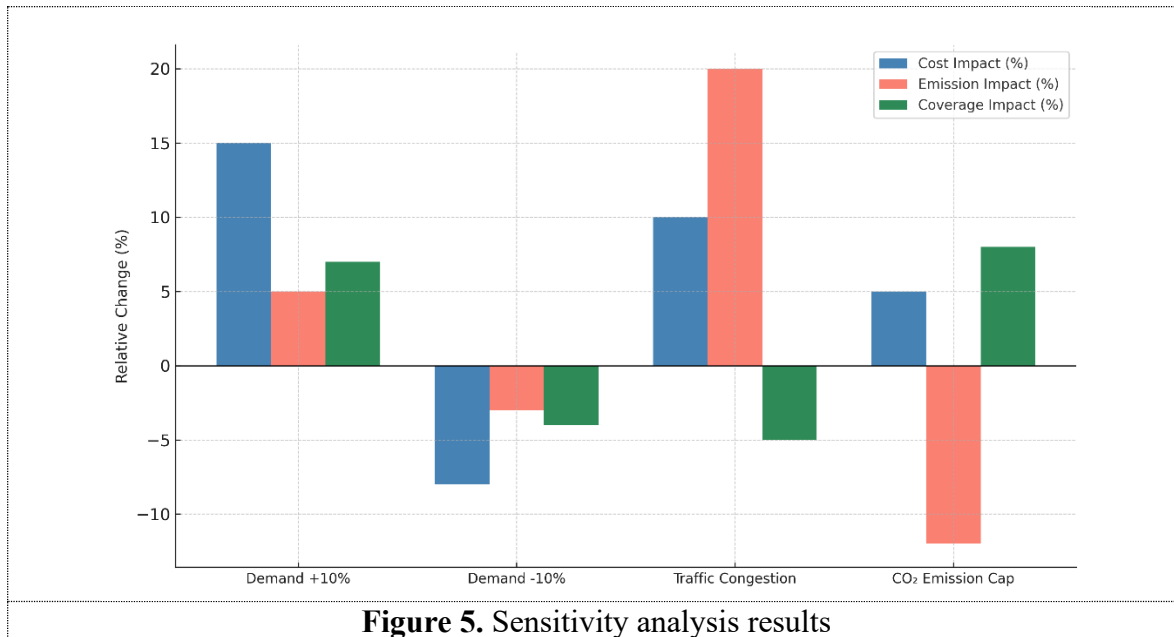 Cost Impact (%)
Emission Impact (%)
Coverage Impact (%)
Relative Change (%)
20
15
10
5
0
−5
−10
Demand +10%
Demand -10%
Traffic Congestion
CO₂ Emission Cap
Figure 5. Sensitivity analysis results